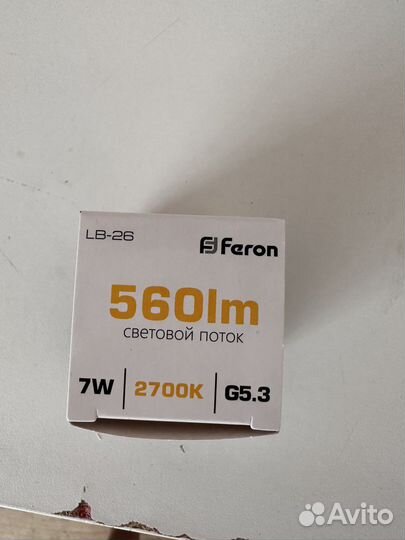 LB-26
Feron
560lm
световой поток
7W | 2700K | G5.3
Avito